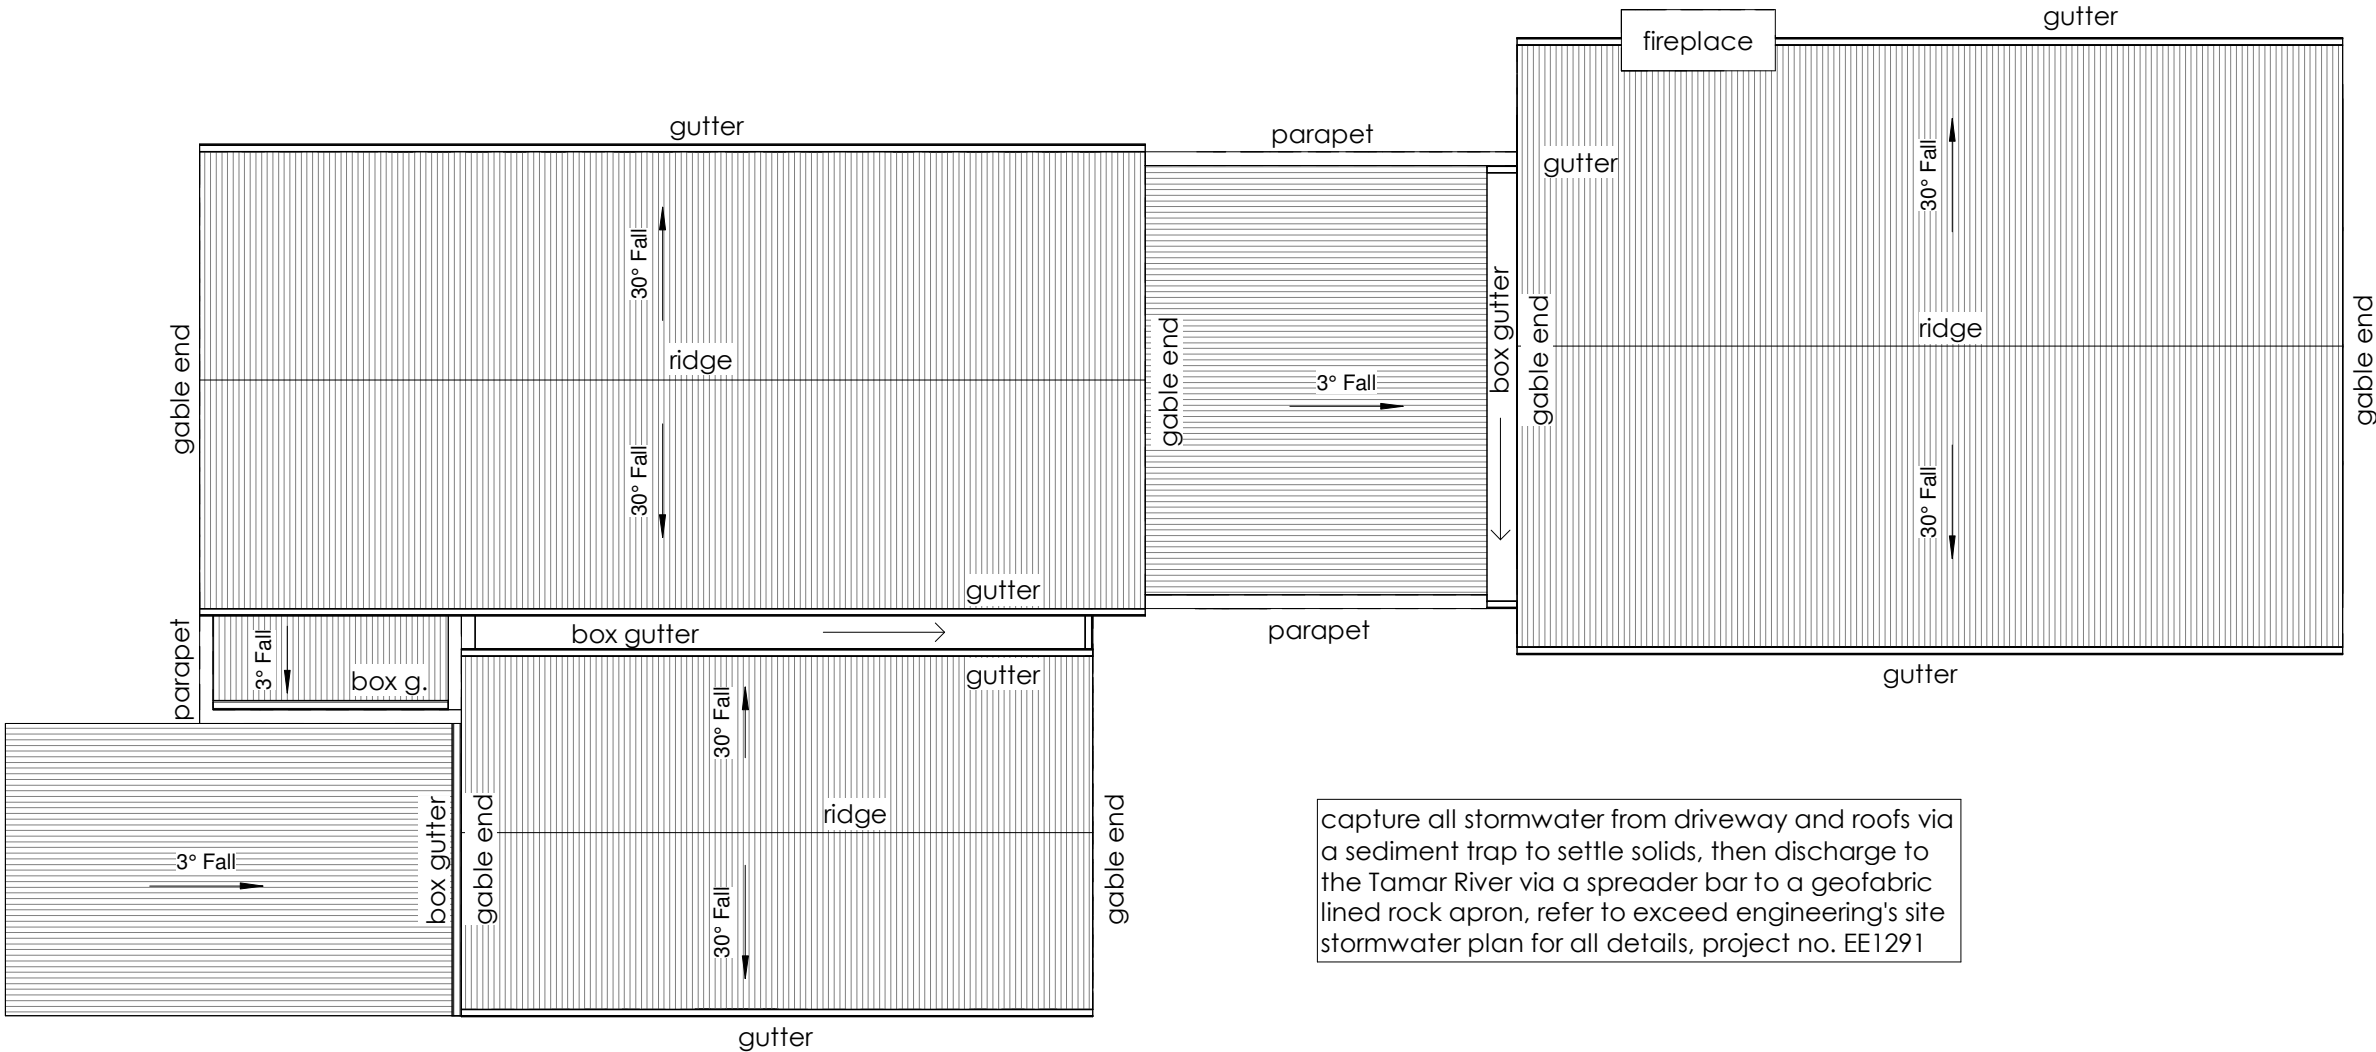 gutter
fireplace
gutter
parapet
gutter
30° Fall
30° Fall
box gutter
gable end
gable end
ridge
gable end
gable end
ridge
3° Fall
30° Fall
30° Fall
gutter
parapet
box gutter
parapet
3° Fall
box g.
gutter
gutter
30° Fall
ridge
box gutter
gable end
gable end
3° Fall
30° Fall
gutter
capture all stormwater from driveway and roofs via
a sediment trap to settle solids, then discharge to
the Tamar River via a spreader bar to a geofabric
lined rock apron, refer to exceed engineering's site
stormwater plan for all details, project no. EE1291